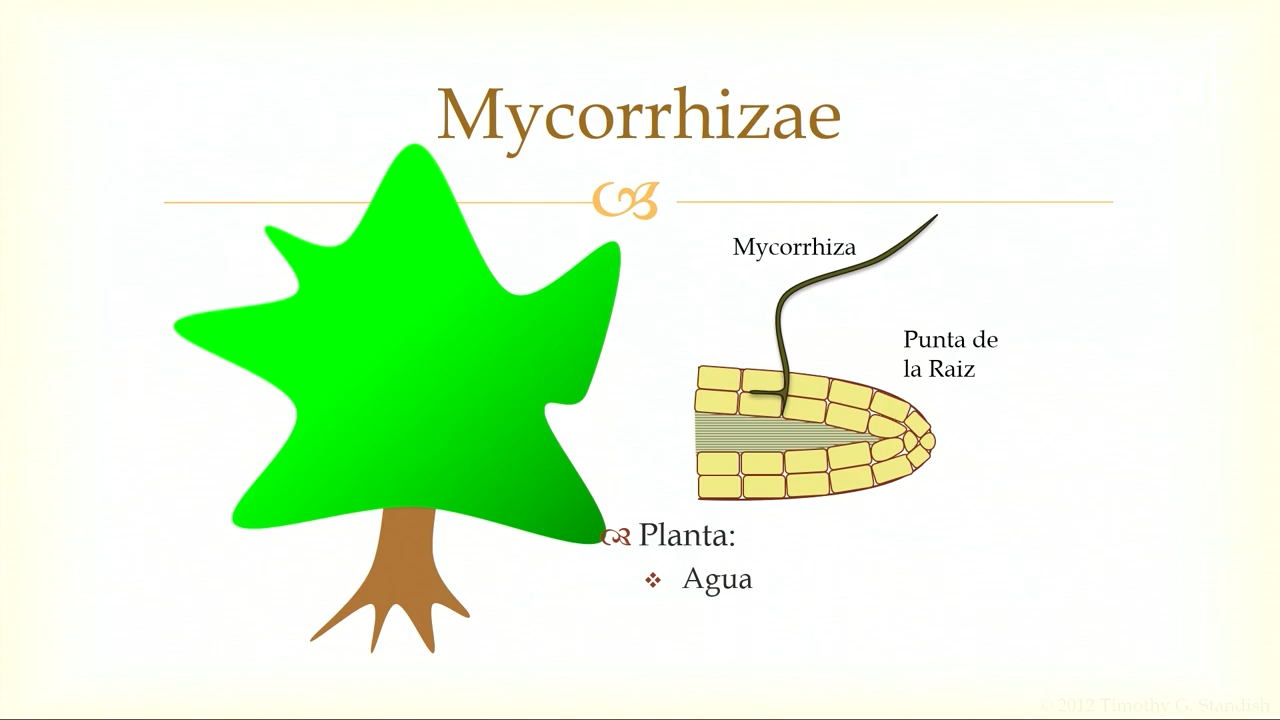 Mycorrhizae
Mycorrhiza
Punta de
la Raiz
Planta:
Agua
© 2012 Timothy G. Standish